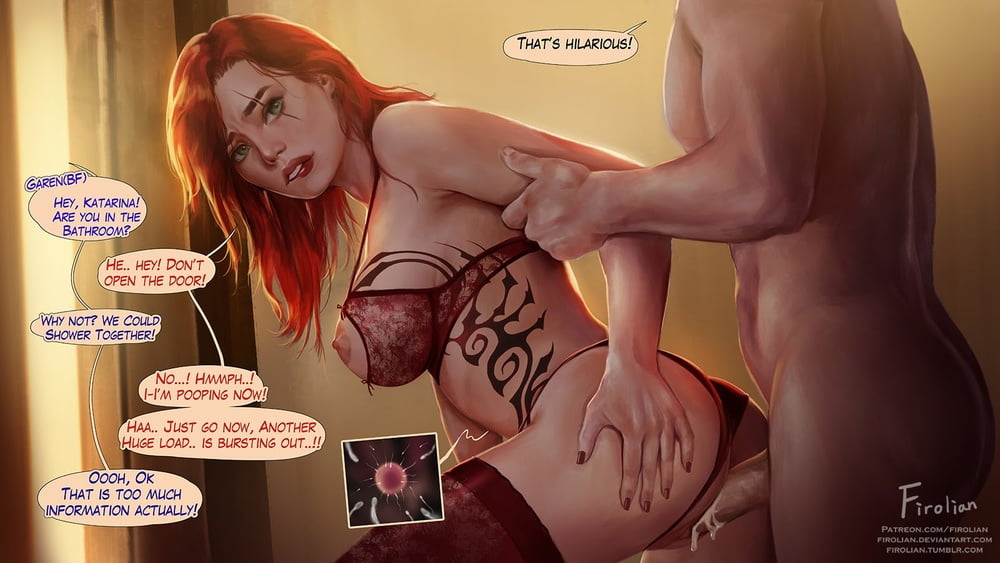 That's hilarious!
Garen(BF)
Hey, Katarina!
Are you in the
Bathroom?
He.. hey! Don't
open the door!
Why not? We could
Shower Together!
No...! Hmmph..!
I-I'm pooping now!
Haa.. Just go now, Another
Huge load.. is bursting out..!!
Oooh, Ok
That is too much
information actually!
Firolian
Patreon.com/firolian
firolian.deviantart.com
firolian.tumblr.com